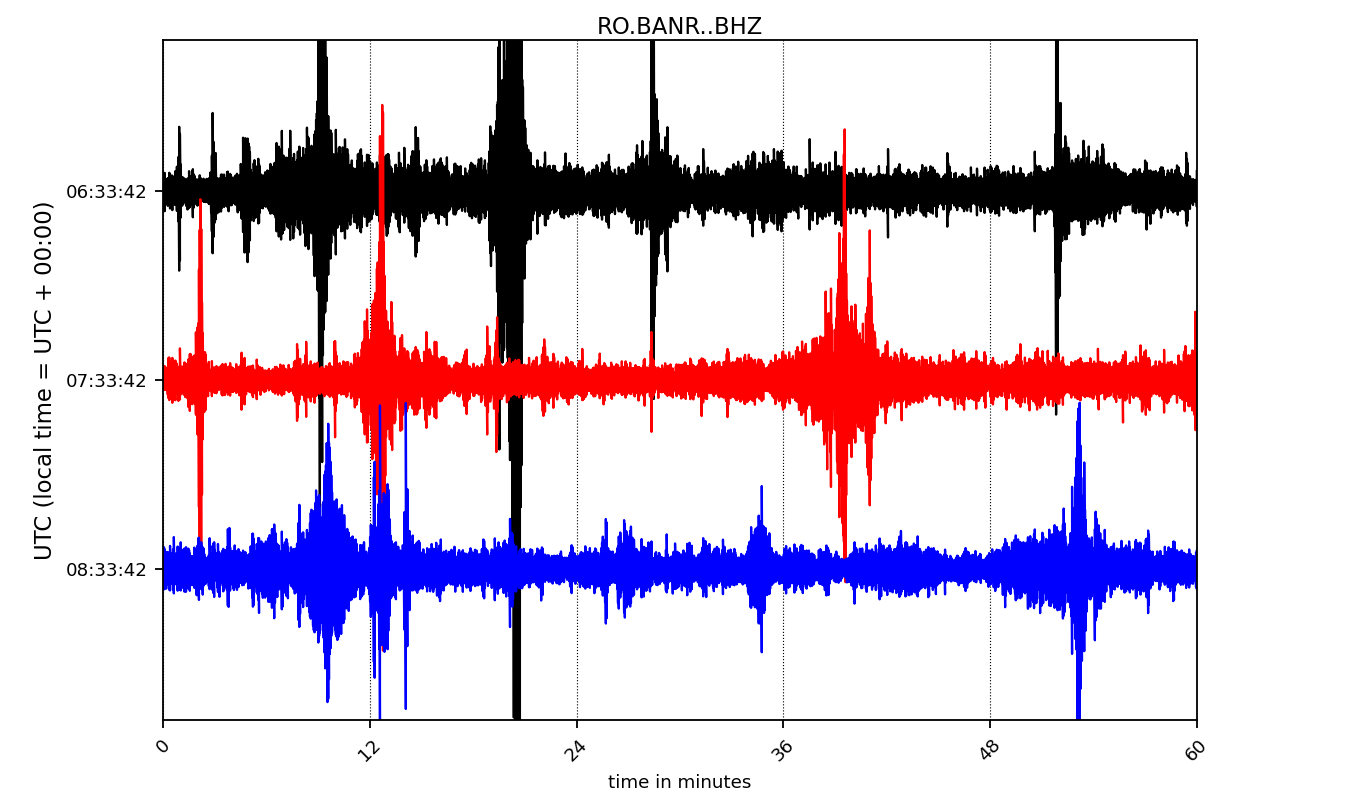 RO.BANR..BHZ
UTC (local time = UTC + 00:00)
06:33:42
07:33:42
08:33:42
0 12 24 36 48 60
time in minutes